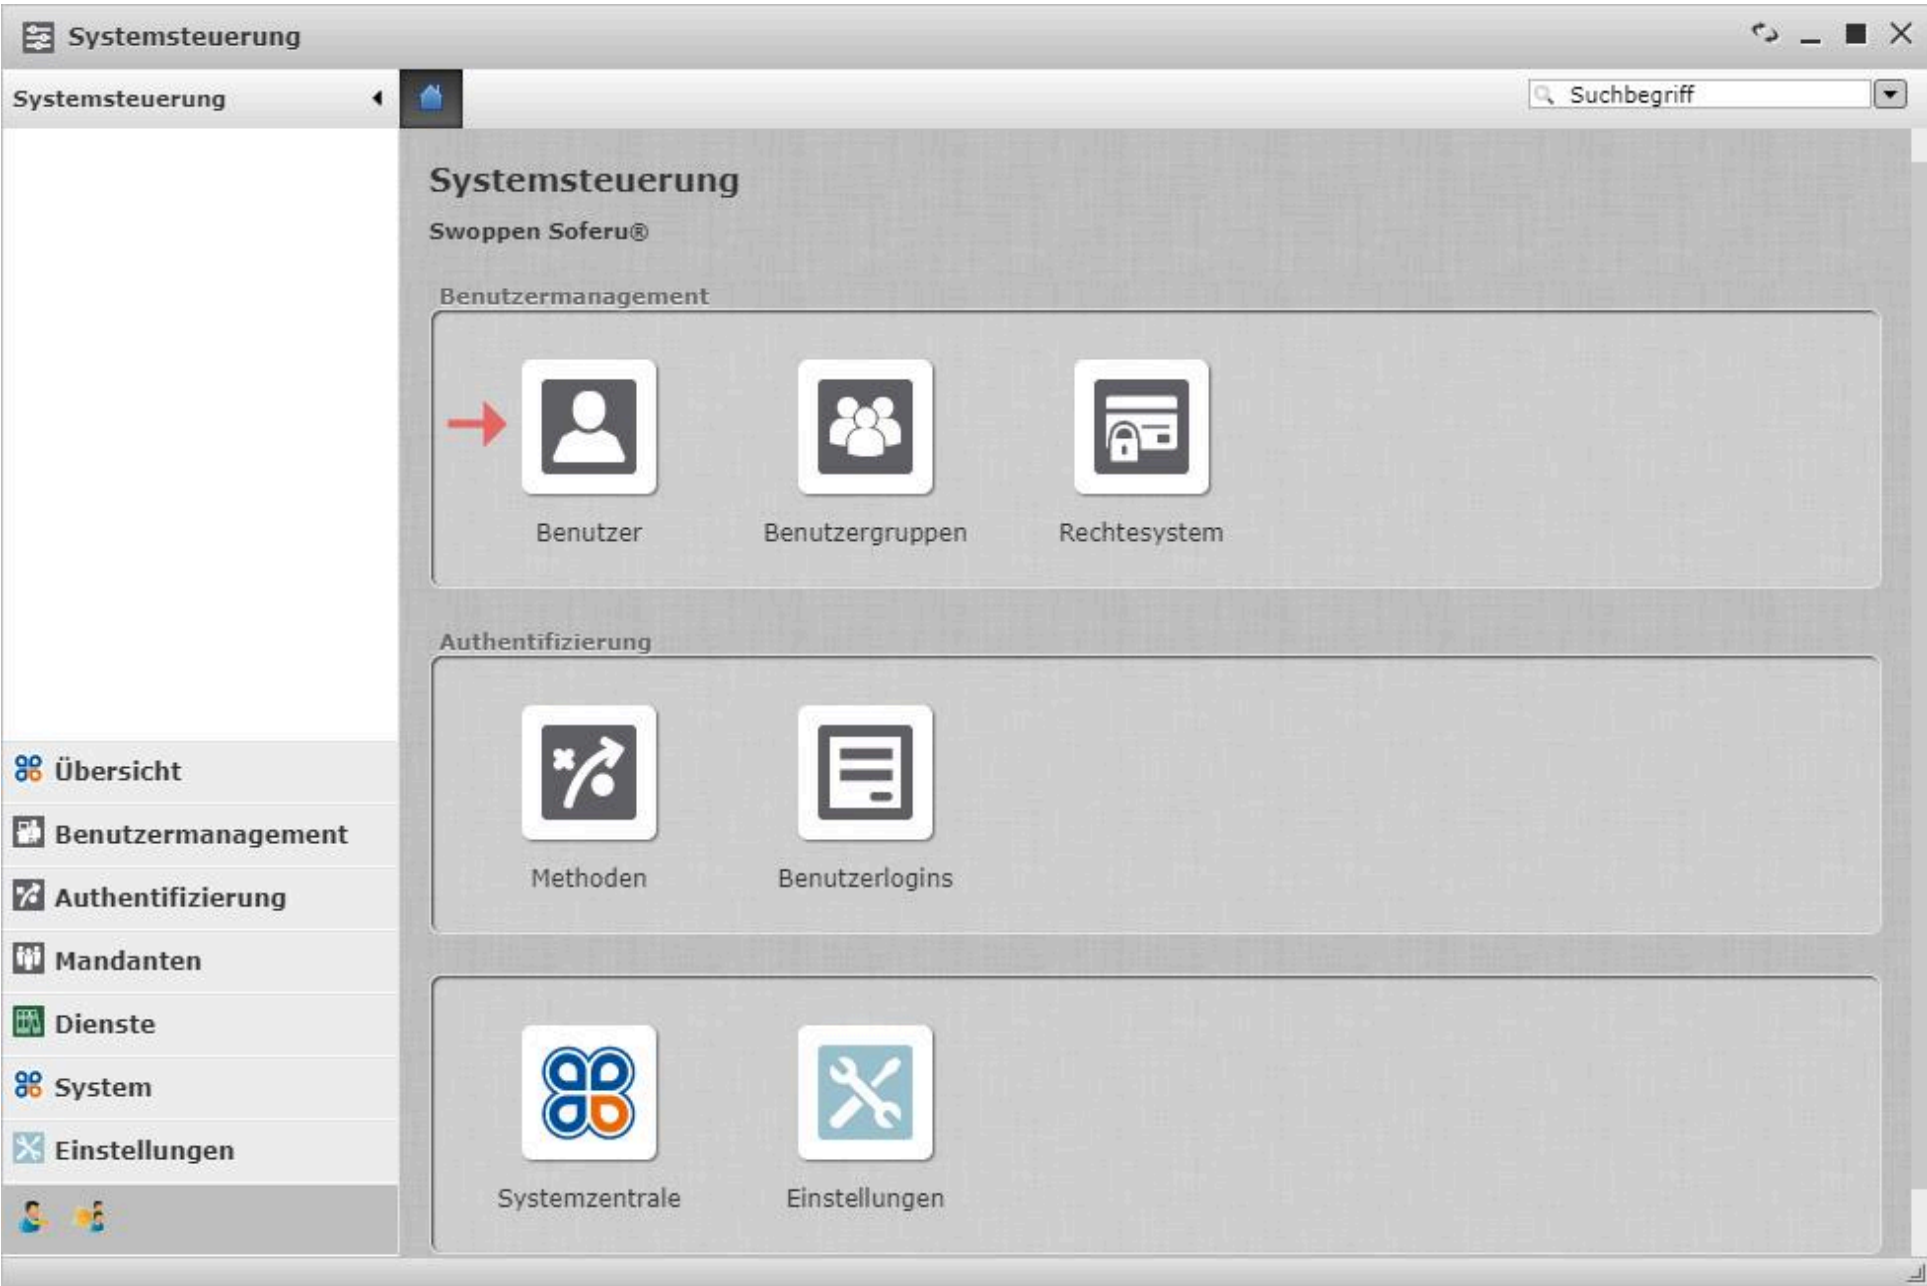 Systemsteuerung
Systemsteuerung
Suchbegriff
Systemsteuerung
Swoppen Soferu®
Benutzermanagement
Benutzer
Benutzergruppen
Rechtesystem
Authentifizierung
Methoden
Benutzerlogins
Systemzentrale
Einstellungen
Übersicht
Benutzermanagement
Authentifizierung
Mandanten
Dienste
System
Einstellungen